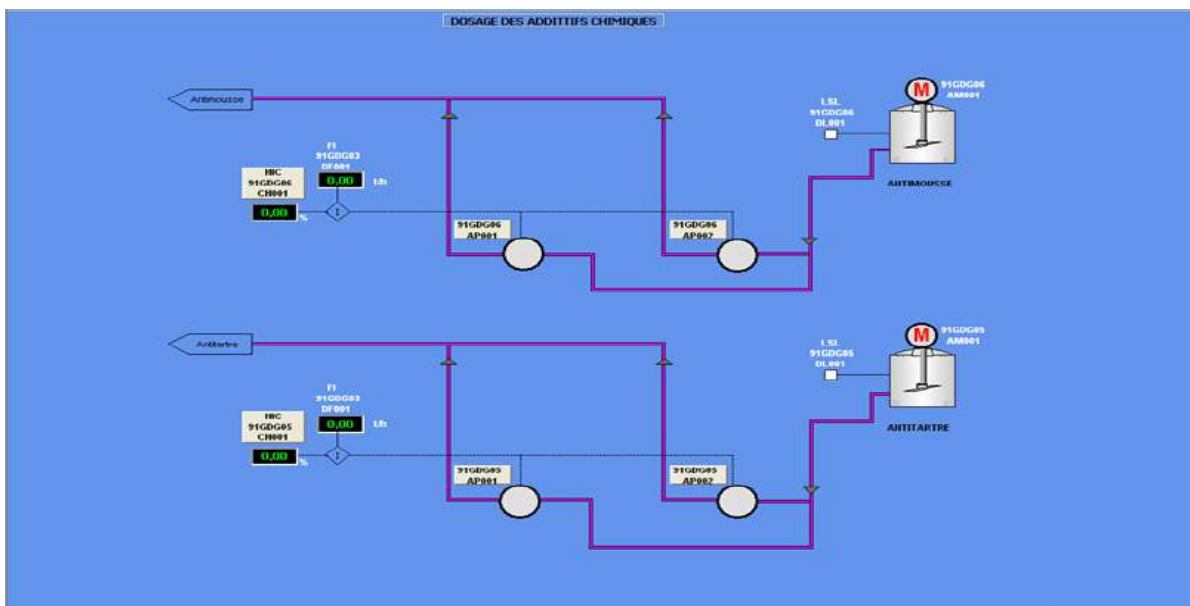 DOSAGE DES ADDITTIFS CHIMIQUES
Antimousse
M
91GDG06
AM001
LSL
91GDG06
DL001
FI
91GDG03
DF001
0,00
t/h
HIC
91GDG06
CH001
0,00
%
ANTIMOUSSE
91GDG06
AP001
91GDG06
AP002
Antitartre
M
91GDG05
AM001
LSL
91GDG05
DL001
FI
91GDG03
DF001
0,00
t/h
HIC
91GDG05
CH001
0,00
%
ANTITARTRE
91GDG05
AP001
91GDG05
AP002